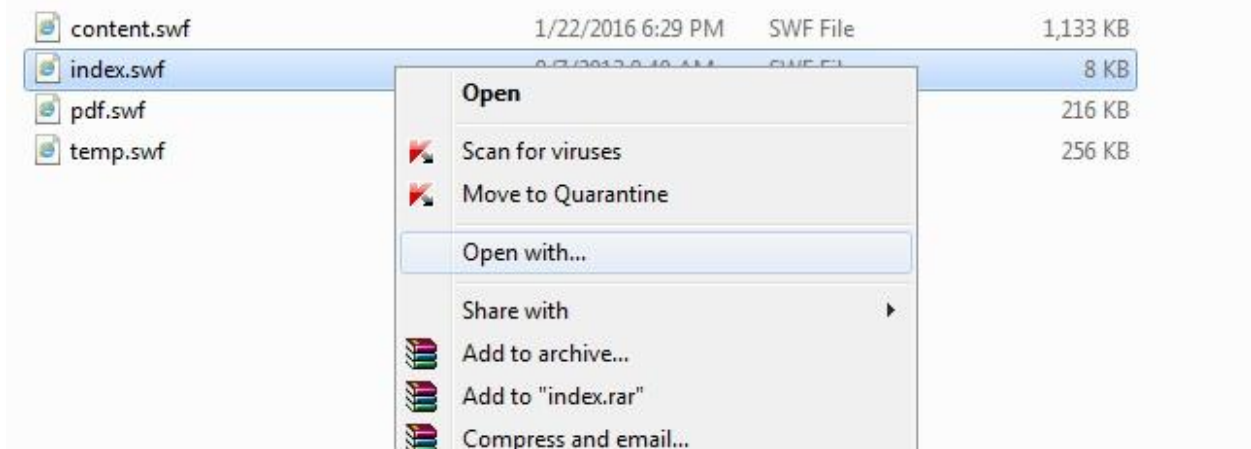 content.swf 1/22/2016 6:29 PM SWF File 1,133 KB
index.swf 8 KB
pdf.swf 216 KB
temp.swf 256 KB
Open
Scan for viruses
Move to Quarantine
Open with...
Share with
Add to archive...
Add to "index.rar"
Compress and email...